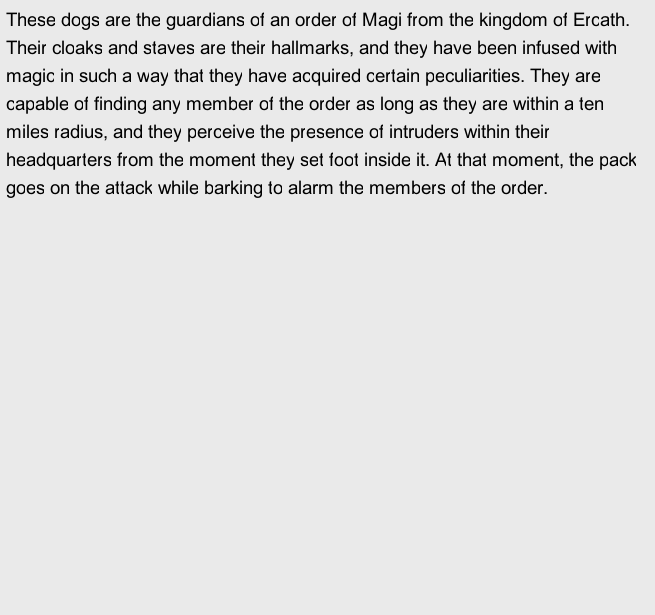 These dogs are the guardians of an order of Magi from the kingdom of Ercath.
Their cloaks and staves are their hallmarks, and they have been infused with
magic in such a way that they have acquired certain peculiarities. They are
capable of finding any member of the order as long as they are within a ten
miles radius, and they perceive the presence of intruders within their
headquarters from the moment they set foot inside it. At that moment, the pack
goes on the attack while barking to alarm the members of the order.